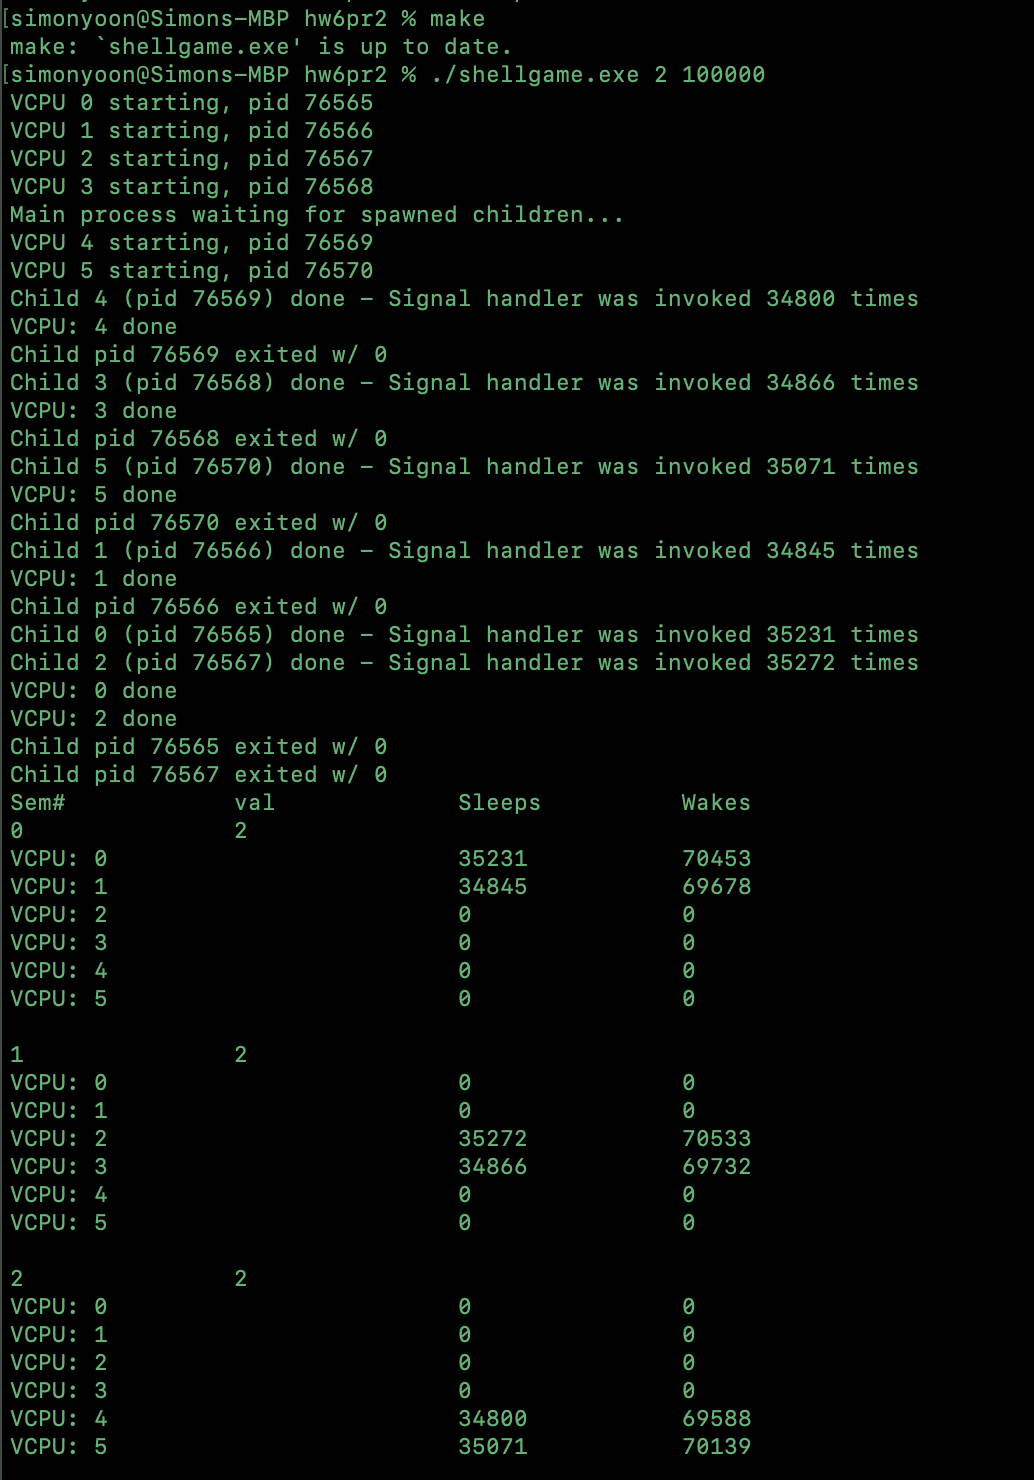 [simonyoon@Simons-MBP hw6pr2 % make
make: `shellgame.exe' is up to date.
[simonyoon@Simons-MBP hw6pr2 % ./shellgame.exe 2 100000
VCPU 0 starting, pid 76565
VCPU 1 starting, pid 76566
VCPU 2 starting, pid 76567
VCPU 3 starting, pid 76568
Main process waiting for spawned children...
VCPU 4 starting, pid 76569
VCPU 5 starting, pid 76570
Child 4 (pid 76569) done - Signal handler was invoked 34800 times
VCPU: 4 done
Child pid 76569 exited w/ 0
Child 3 (pid 76568) done - Signal handler was invoked 34866 times
VCPU: 3 done
Child pid 76568 exited w/ 0
Child 5 (pid 76570) done - Signal handler was invoked 35071 times
VCPU: 5 done
Child pid 76570 exited w/ 0
Child 1 (pid 76566) done - Signal handler was invoked 34845 times
VCPU: 1 done
Child pid 76566 exited w/ 0
Child 0 (pid 76565) done - Signal handler was invoked 35231 times
Child 2 (pid 76567) done - Signal handler was invoked 35272 times
VCPU: 0 done
VCPU: 2 done
Child pid 76565 exited w/ 0
Child pid 76567 exited w/ 0
Sem#            val             Sleeps          Wakes
0               2
VCPU: 0                         35231           70453
VCPU: 1                         34845           69678
VCPU: 2                         0               0
VCPU: 3                         0               0
VCPU: 4                         0               0
VCPU: 5                         0               0

1               2
VCPU: 0                         0               0
VCPU: 1                         0               0
VCPU: 2                         35272           70533
VCPU: 3                         34866           69732
VCPU: 4                         0               0
VCPU: 5                         0               0

2               2
VCPU: 0                         0               0
VCPU: 1                         0               0
VCPU: 2                         0               0
VCPU: 3                         0               0
VCPU: 4                         34800           69588
VCPU: 5                         35071           70139